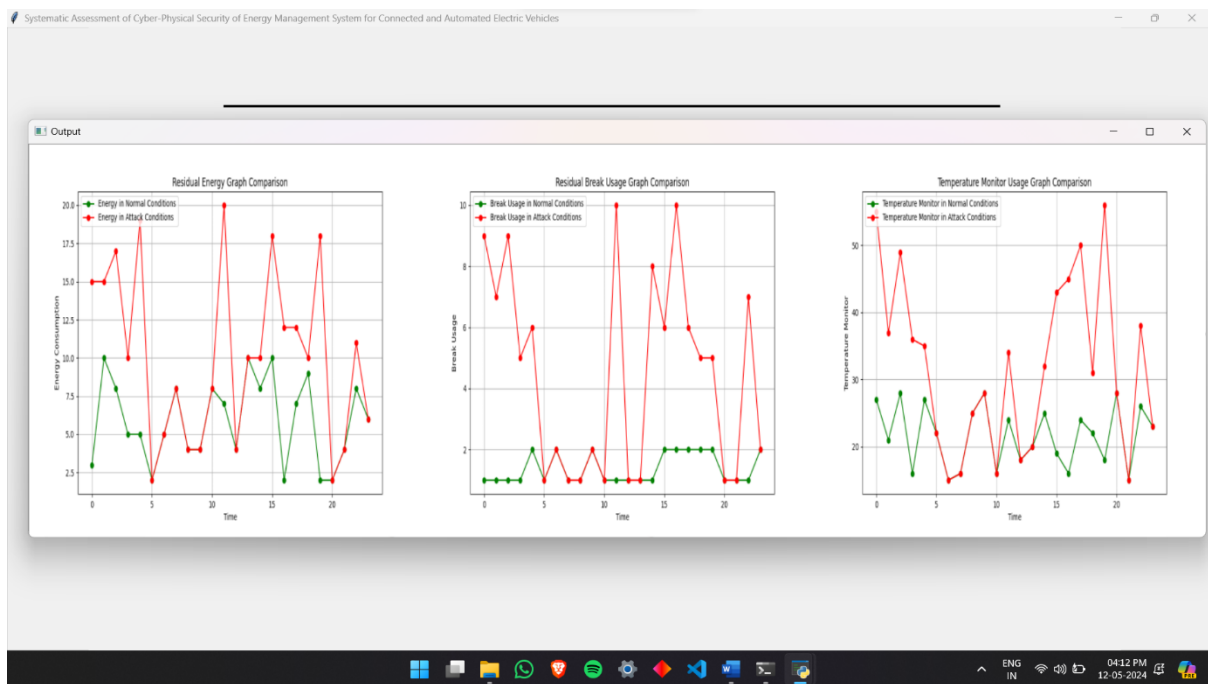 Systematic Assessment of Cyber-Physical Security of Energy Management System for Connected and Automated Electric Vehicles
Output
Residual Energy Graph Comparison
Energy in Normal Conditions
Energy in Attack Conditions
20.0
17.5
15.0
12.5
10.0
7.5
5.0
2.5
Energy Consumption
0 5 10 15 20
Time
Residual Break Usage Graph Comparison
Break Usage in Normal Conditions
Break Usage in Attack Conditions
10
8
6
4
2
Break Usage
0 5 10 15 20
Time
Temperature Monitor Usage Graph Comparison
Temperature Monitor in Normal Conditions
Temperature Monitor in Attack Conditions
50
40
30
20
Temperature Monitor
0 5 10 15 20
Time
ENG
IN
04:12 PM
12-05-2024